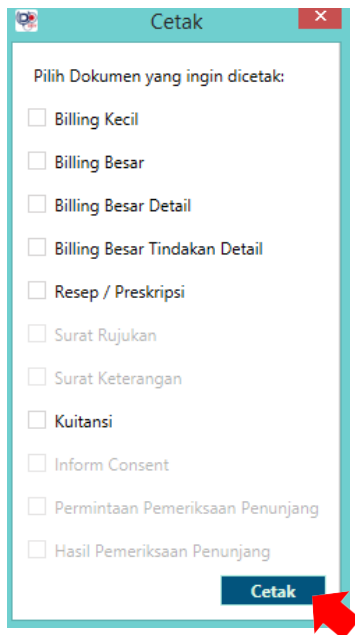 Cetak
Pilih Dokumen yang ingin dicetak:
Billing Kecil
Billing Besar
Billing Besar Detail
Billing Besar Tindakan Detail
Resep / Preskripsi
Surat Rujukan
Surat Keterangan
Kuitansi
Inform Consent
Permintaan Pemeriksaan Penunjang
Hasil Pemeriksaan Penunjang
Cetak